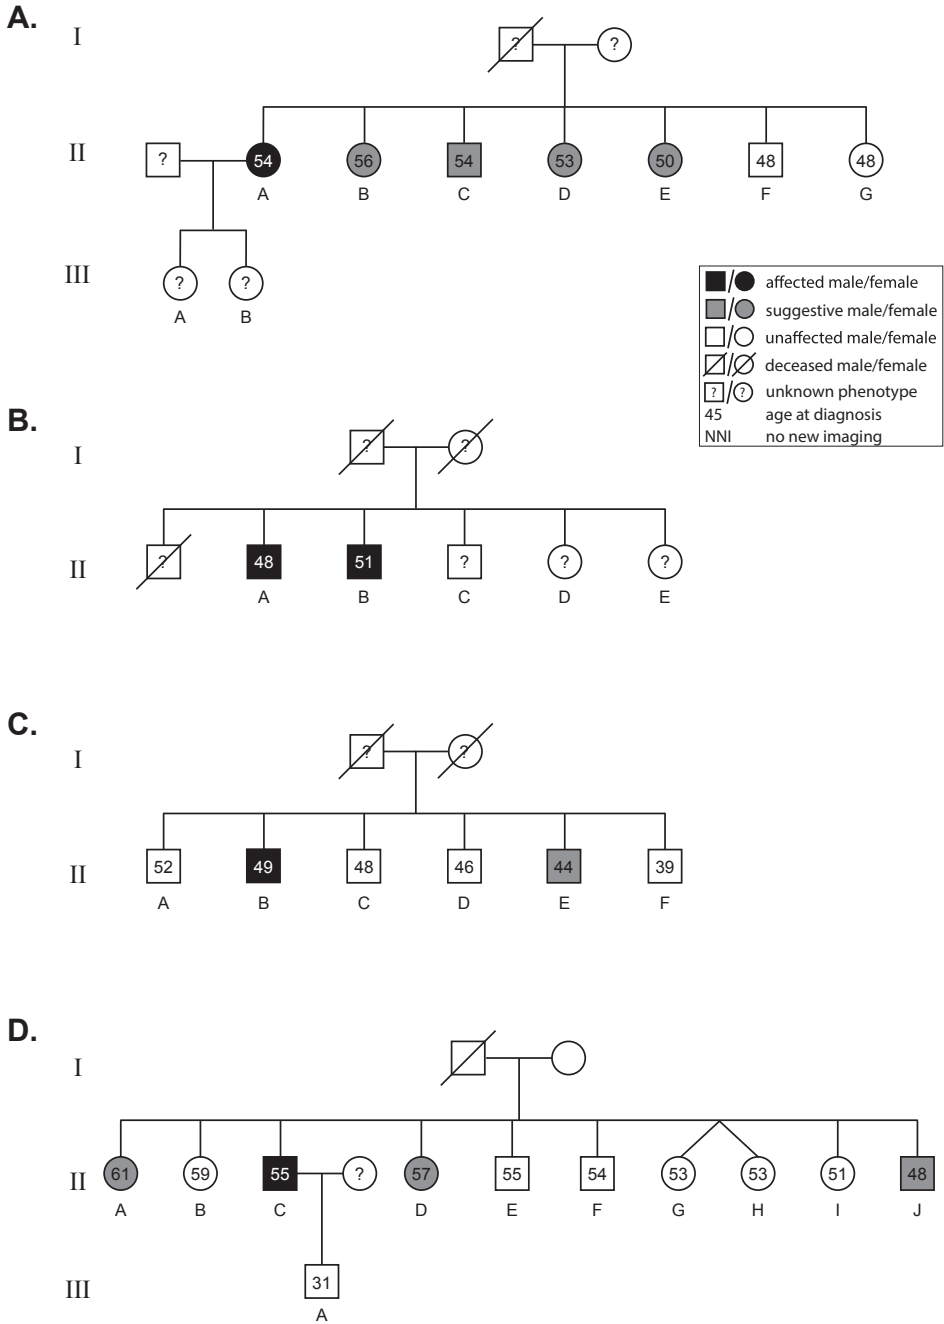 A.
I
? ?
II
? 54 56 54 53 50 48 48
A B C D E F G
III
? ?
A B
affected male/female
suggestive male/female
unaffected male/female
deceased male/female
? / ? unknown phenotype
45 age at diagnosis
NNI no new imaging
B.
I
? ?
II
? 48 51 ? ? ?
A B C D E
C.
I
? ?
II
52 49 48 46 44 39
A B C D E F
D.
I
II
61 59 55 ? 57 55 54 53 53 51 48
A B C D E F G H I J
III
31
A